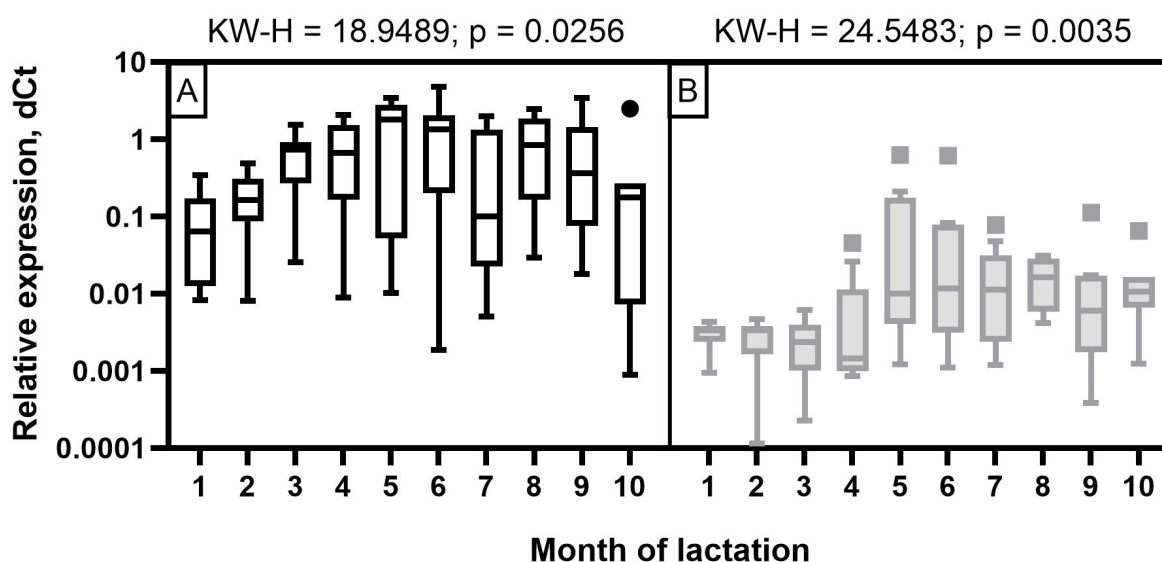 KW-H = 18.9489; p = 0.0256
KW-H = 24.5483; p = 0.0035
A
B
Relative expression, dCt
10
1
0.1
0.01
0.001
0.0001
1 2 3 4 5 6 7 8 9 10
1 2 3 4 5 6 7 8 9 10
Month of lactation